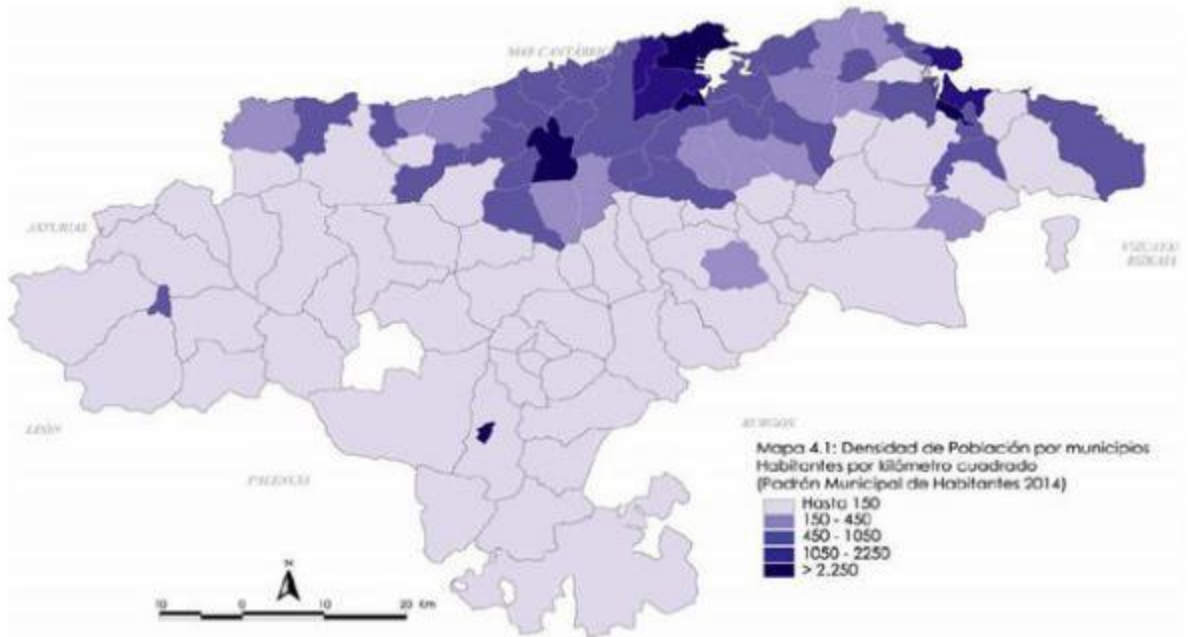 MAR CANTÁBRICO
ASTURIAS
VIZCAYA
BIZKAIA
LEÓN
PALENCIA
BURGOS
Mapa 4.1: Densidad de Población por municipios
Habitantes por kilómetro cuadrado
(Padrón Municipal de Habitantes 2014)
Hasta 150
150 - 450
450 - 1050
1050 - 2250
> 2.250
N
10 0 10 20 Km